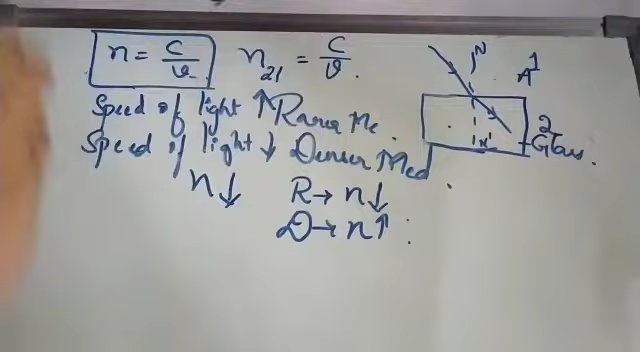 n = c/v n₂₁ = c/v.
Speed of light ↑ Rarer Me.
Speed of light ↓ Denser Med.
n↓ R → n↓
D → n↑ :
N
A 1
2
Glass.
N'